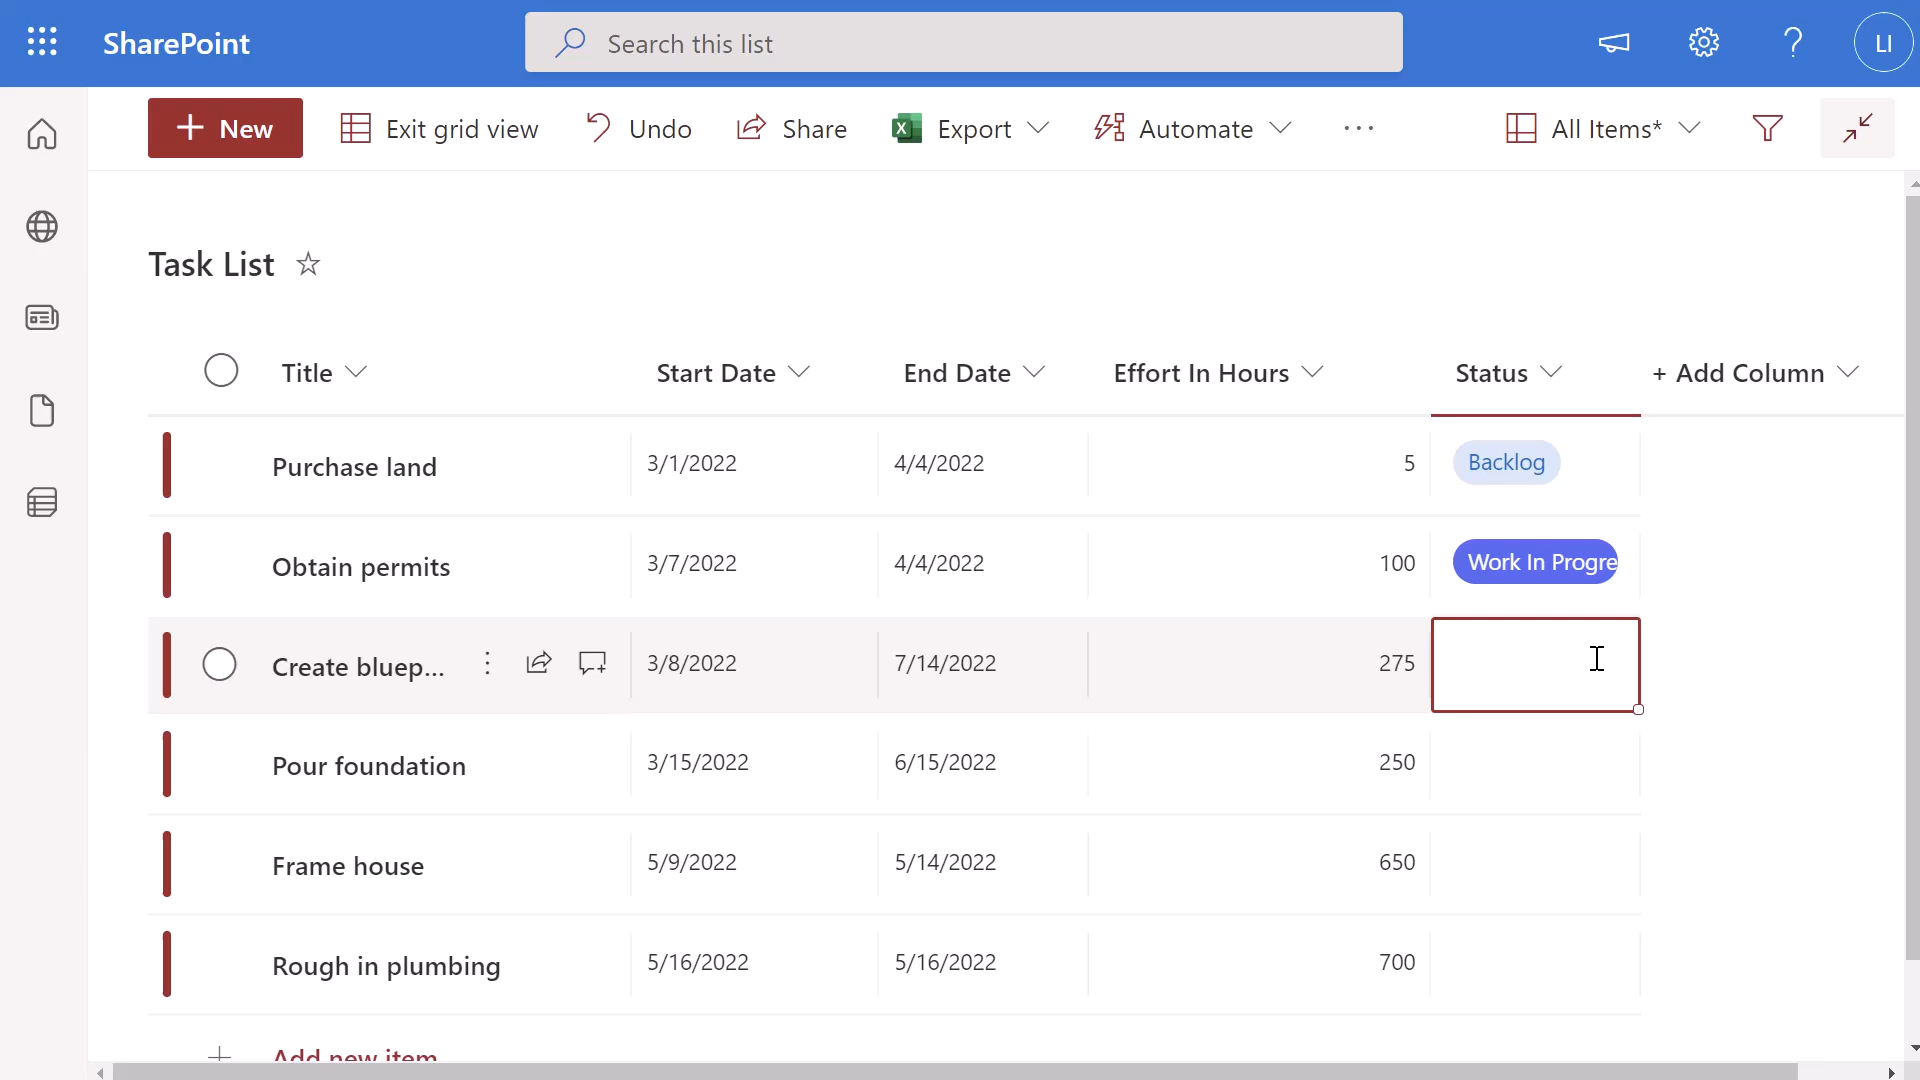 SharePoint
Search this list
LI
+ New
Exit grid view
Undo
Share
Export
Automate
...
All Items*
Task List
Title
Start Date
End Date
Effort In Hours
Status
+ Add Column
Purchase land 3/1/2022 4/4/2022 5 Backlog
Obtain permits 3/7/2022 4/4/2022 100 Work In Progre
Create bluep... 3/8/2022 7/14/2022 275
Pour foundation 3/15/2022 6/15/2022 250
Frame house 5/9/2022 5/14/2022 650
Rough in plumbing 5/16/2022 5/16/2022 700
Add new item